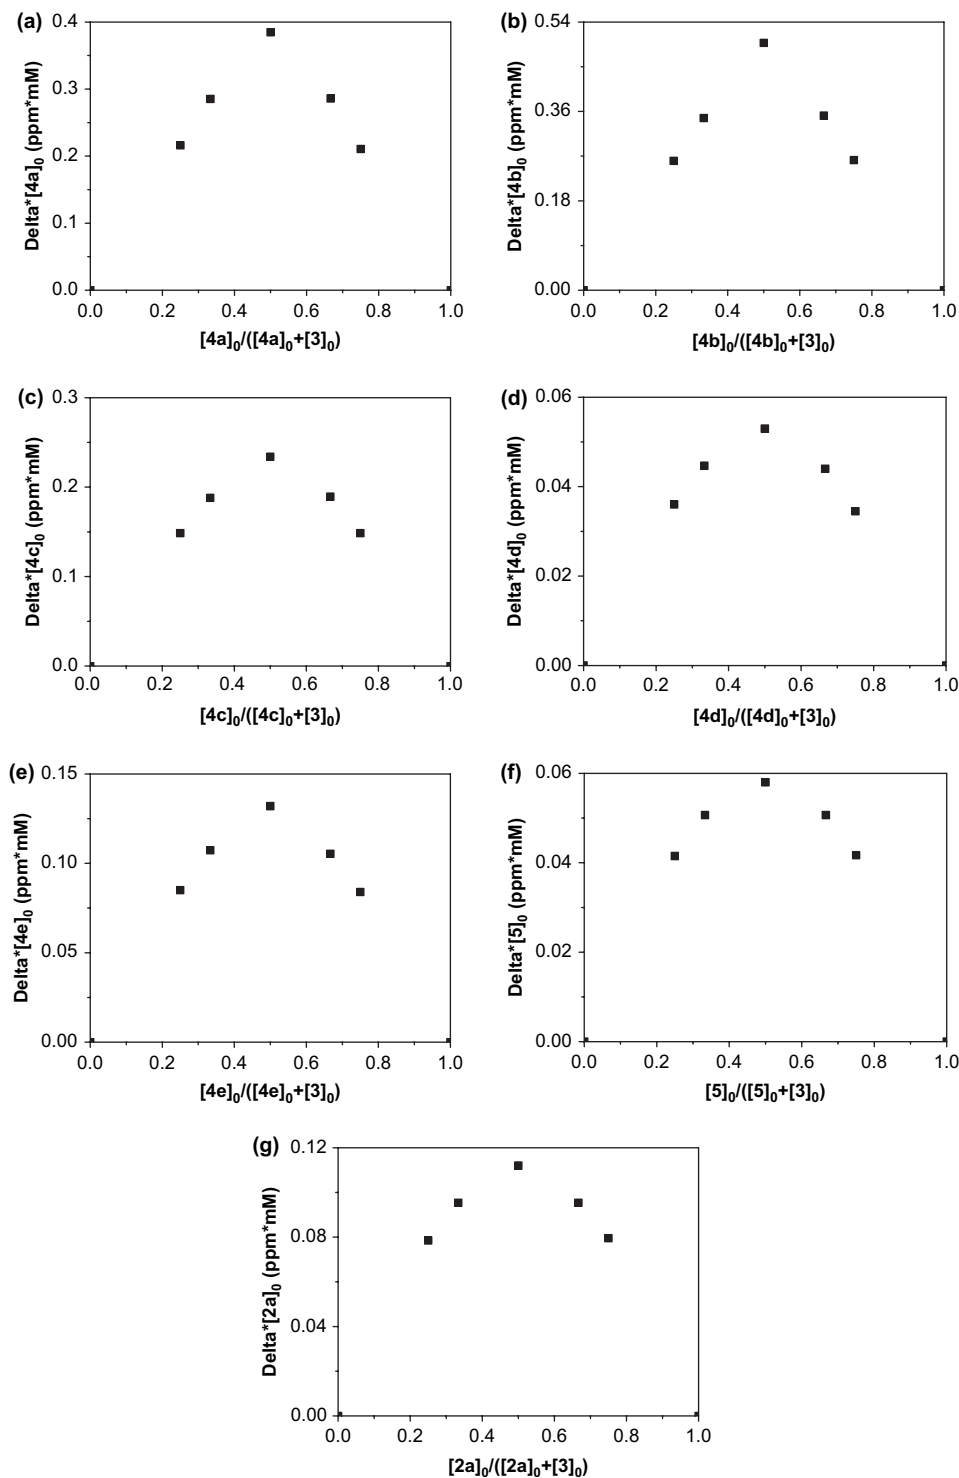 (a)
0.4
0.3
0.2
0.1
0.0
Delta*[4a]₀ (ppm*mM)
0.0 0.2 0.4 0.6 0.8 1.0
[4a]₀/([4a]₀+[3]₀)
(b)
0.54
0.36
0.18
0.00
Delta*[4b]₀ (ppm*mM)
0.0 0.2 0.4 0.6 0.8 1.0
[4b]₀/([4b]₀+[3]₀)
(c)
0.3
0.2
0.1
0.0
Delta*[4c]₀ (ppm*mM)
0.0 0.2 0.4 0.6 0.8 1.0
[4c]₀/([4c]₀+[3]₀)
(d)
0.06
0.04
0.02
0.00
Delta*[4d]₀ (ppm*mM)
0.0 0.2 0.4 0.6 0.8 1.0
[4d]₀/([4d]₀+[3]₀)
(e)
0.15
0.10
0.05
0.00
Delta*[4e]₀ (ppm*mM)
0.0 0.2 0.4 0.6 0.8 1.0
[4e]₀/([4e]₀+[3]₀)
(f)
0.06
0.04
0.02
0.00
Delta*[5]₀ (ppm*mM)
0.0 0.2 0.4 0.6 0.8 1.0
[5]₀/([5]₀+[3]₀)
(g)
0.12
0.08
0.04
0.00
Delta*[2a]₀ (ppm*mM)
0.0 0.2 0.4 0.6 0.8 1.0
[2a]₀/([2a]₀+[3]₀)